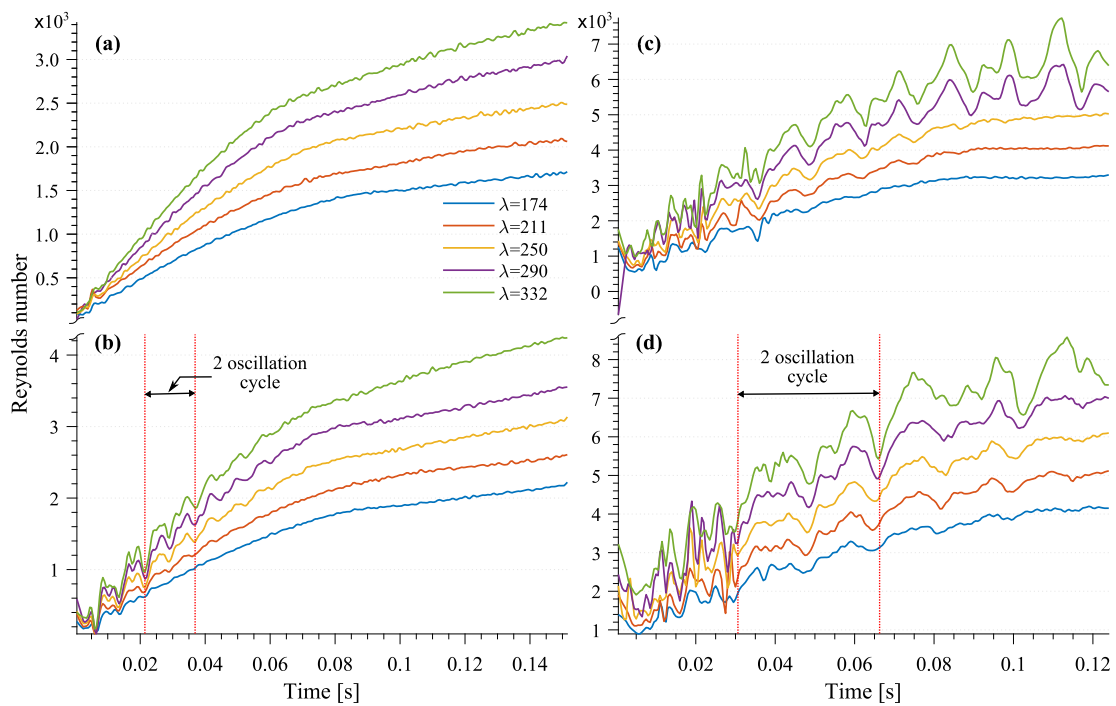 ×10³
(a)
3.0
2.5
2.0
1.5
1.0
0.5
λ=174
λ=211
λ=250
λ=290
λ=332
×10³
(c)
7
6
5
4
3
2
1
0
Reynolds number
(b)
4
3
2
1
2 oscillation
cycle
0.02 0.04 0.06 0.08 0.1 0.12 0.14
Time [s]
(d)
8
7
6
5
4
3
2
1
2 oscillation
cycle
0.02 0.04 0.06 0.08 0.1 0.12
Time [s]